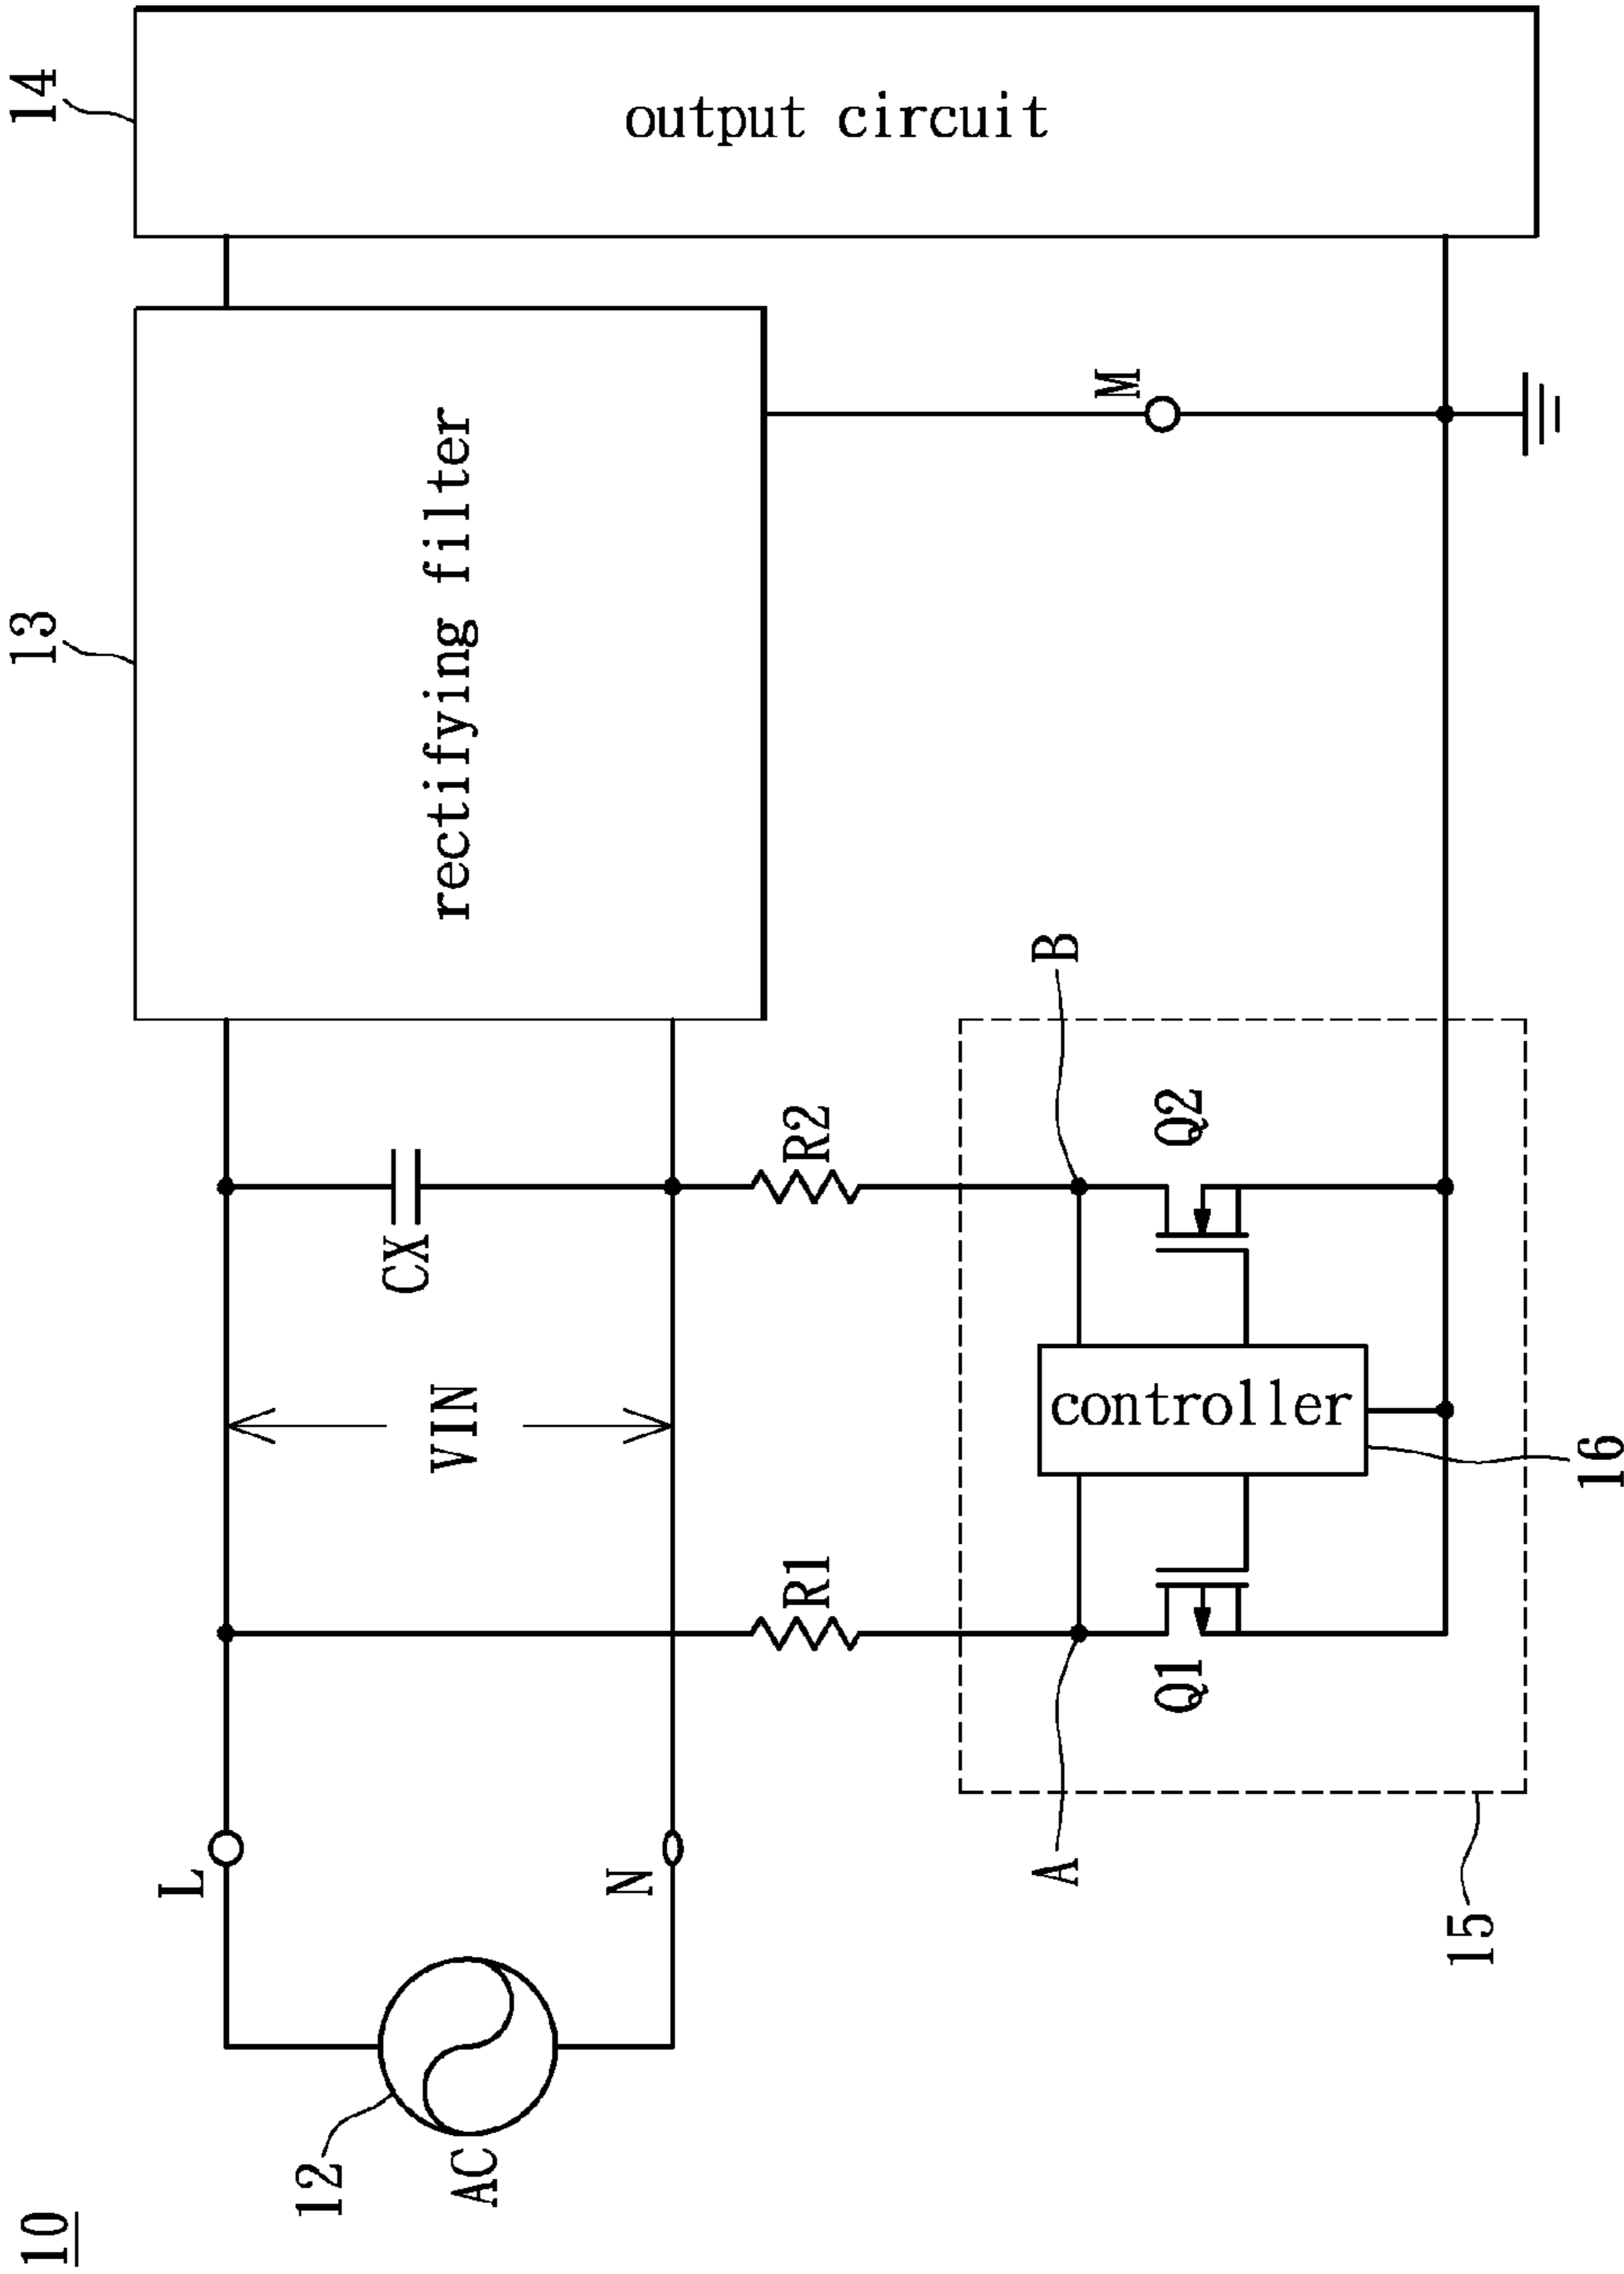 10
12
AC
L
N
VIN
CX
R1
R2
13
rectifying filter
14
output circuit
M
A
B
Q1
Q2
controller
15
16